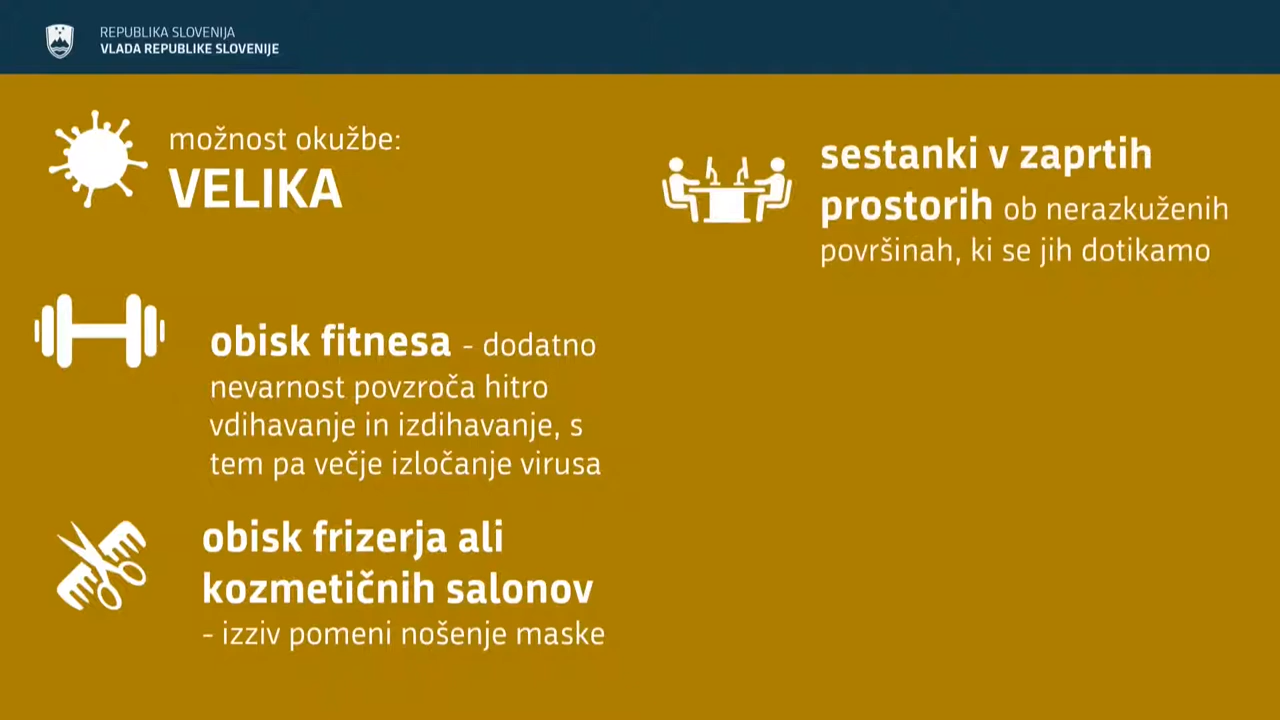 REPUBLIKA SLOVENIJA
VLADA REPUBLIKE SLOVENIJE
možnost okužbe:
VELIKA
obisk fitnesa - dodatno
nevarnost povzroča hitro
vdihavanje in izdihavanje, s
tem pa večje izločanje virusa
obisk frizerja ali
kozmetičnih salonov
- izziv pomeni nošenje maske
sestanki v zaprtih
prostorih ob nerazkuženih
površinah, ki se jih dotikamo